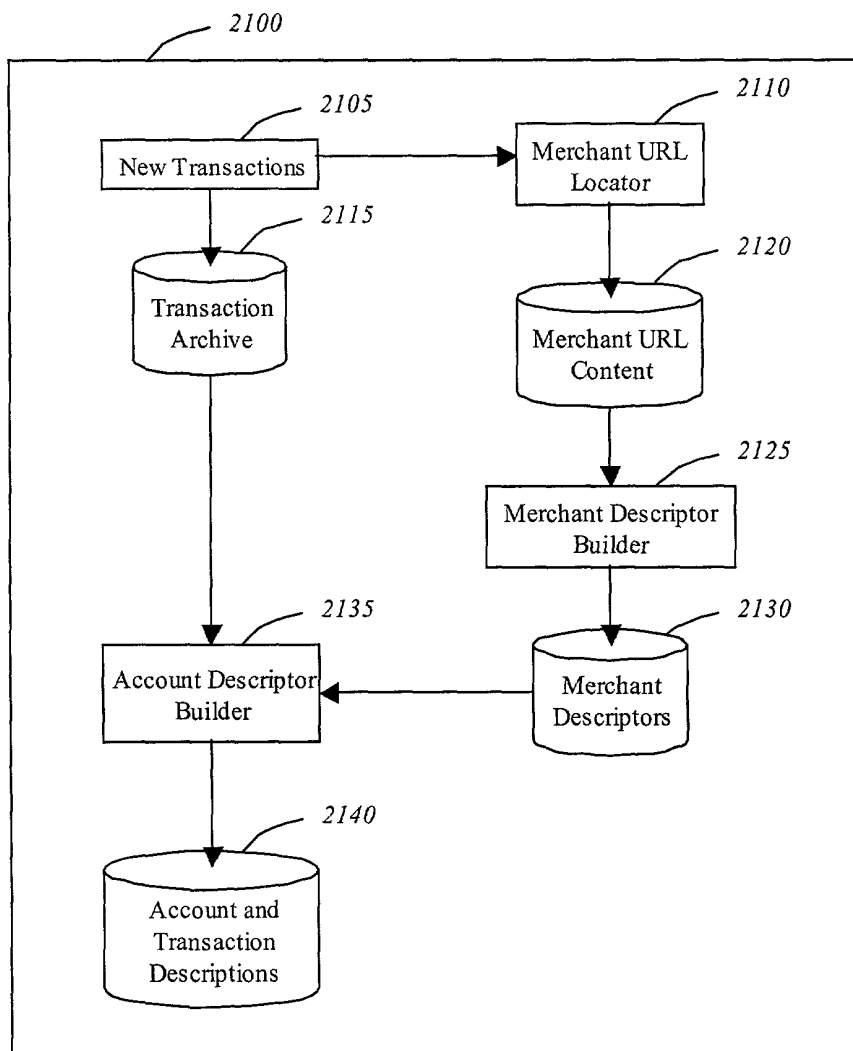 2100
2105
2110
New Transactions
Merchant URL
Locator
2115
2120
Transaction
Archive
Merchant URL
Content
2125
Merchant Descriptor
Builder
2135
2130
Account Descriptor
Builder
Merchant
Descriptors
2140
Account and
Transaction
Descriptions